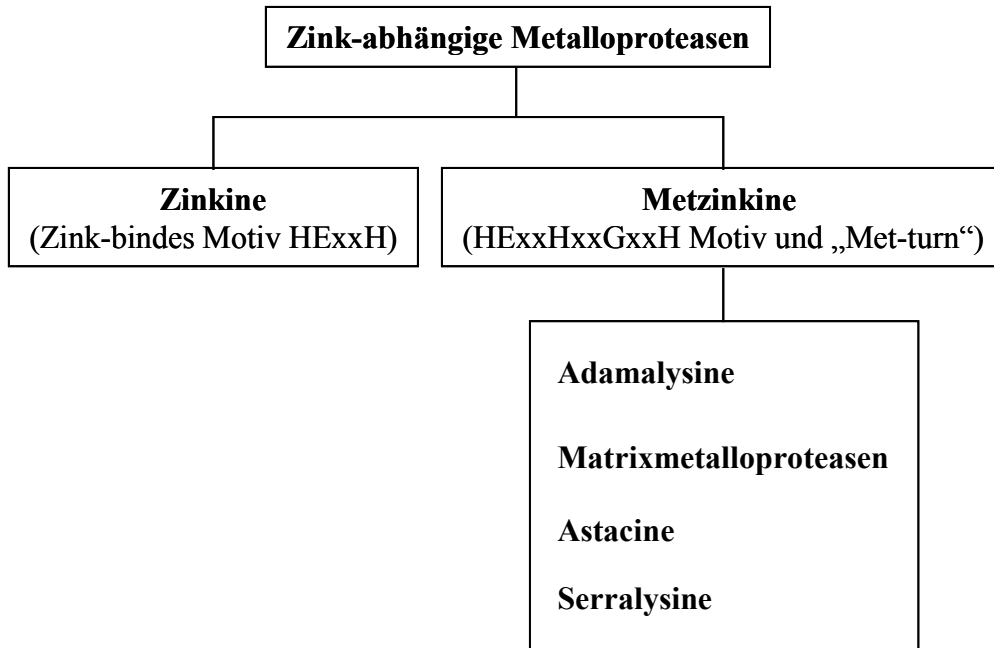 Zink-abhängige Metalloproteasen
Zinkine
(Zink-bindes Motiv HExxH)
Metzinkine
(HExxHxxGxxH Motiv und „Met-turn“)
Adamalysine
Matrixmetalloproteasen
Astacine
Serralysine